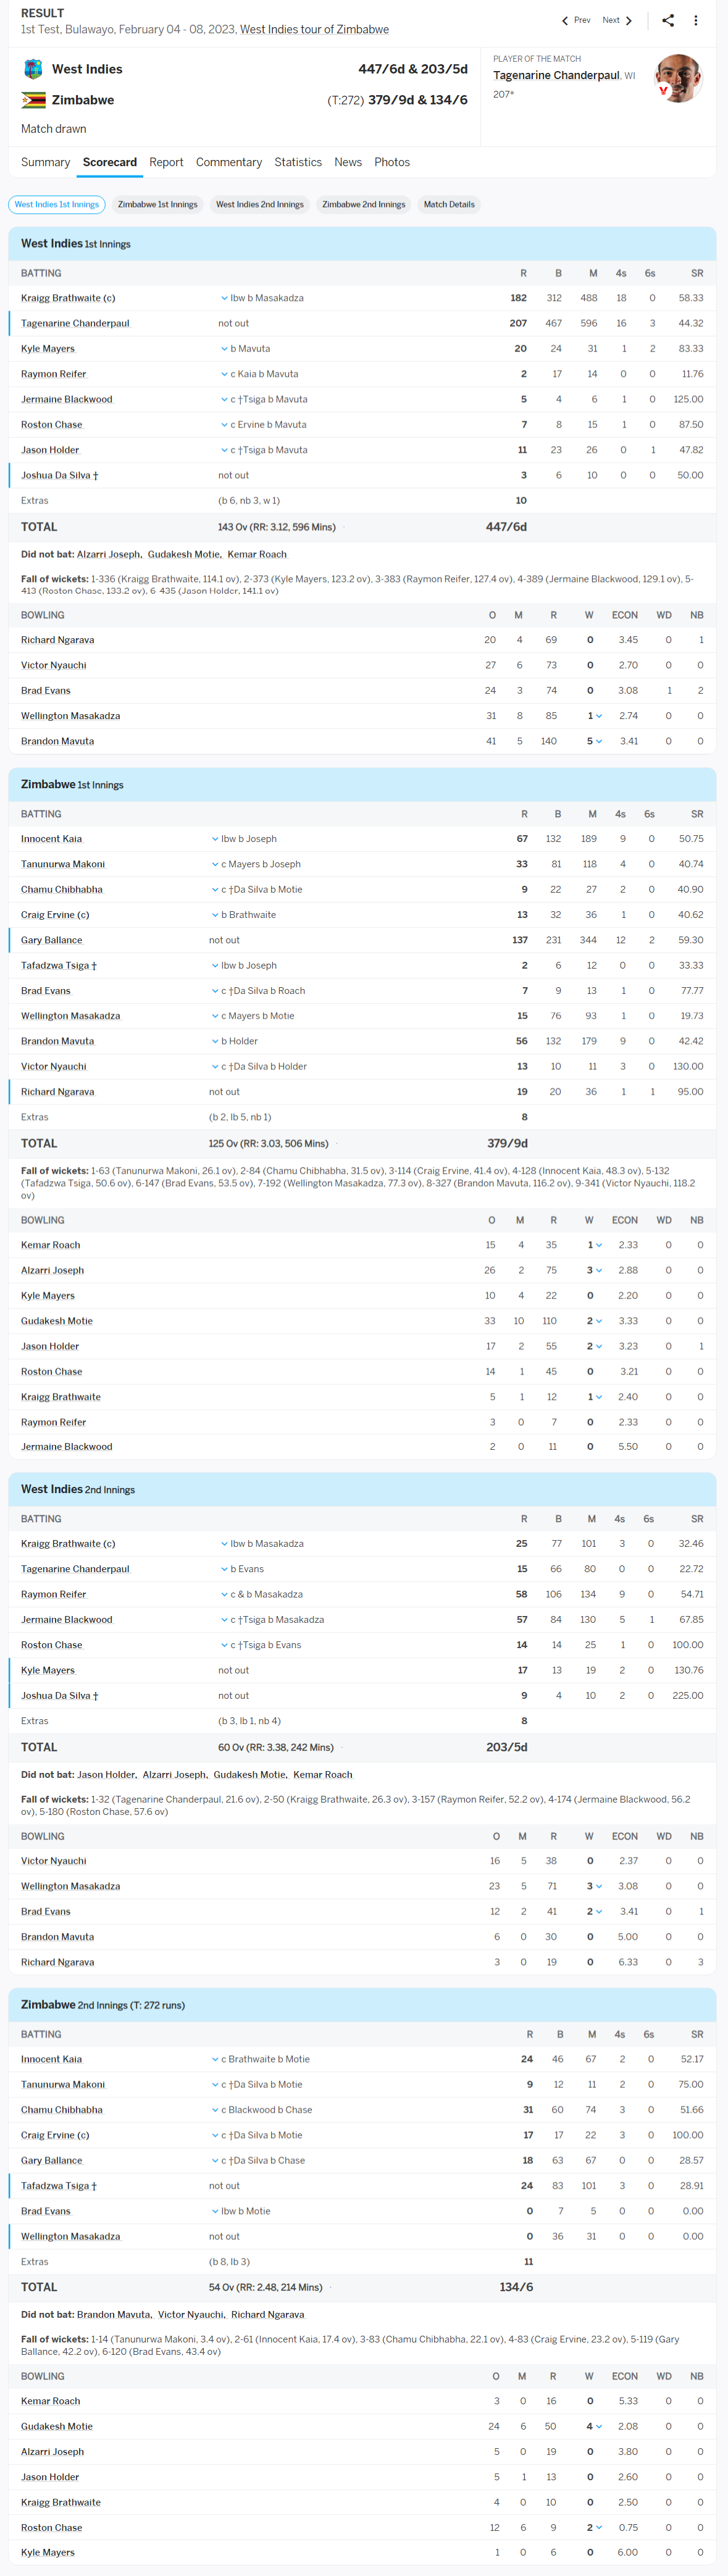 RESULT
1st Test, Bulawayo, February 04 - 08, 2023, West Indies tour of Zimbabwe
Prev Next
West Indies 447/6d & 203/5d
Zimbabwe (T:272) 379/9d & 134/6
Match drawn
PLAYER OF THE MATCH
Tagenarine Chanderpaul, WI
207*
Summary Scorecard Report Commentary Statistics News Photos
West Indies 1st Innings Zimbabwe 1st Innings West Indies 2nd Innings Zimbabwe 2nd Innings Match Details
West Indies 1st Innings
BATTING R B M 4s 6s SR
Kraigg Brathwaite (c) lbw b Masakadza 182 312 488 18 0 58.33
Tagenarine Chanderpaul not out 207 467 596 16 3 44.32
Kyle Mayers b Mavuta 20 24 31 1 2 83.33
Raymon Reifer c Kaia b Mavuta 2 17 14 0 0 11.76
Jermaine Blackwood c †Tsiga b Mavuta 5 4 6 1 0 125.00
Roston Chase c Ervine b Mavuta 7 8 15 1 0 87.50
Jason Holder c †Tsiga b Mavuta 11 23 26 0 1 47.82
Joshua Da Silva † not out 3 6 10 0 0 50.00
Extras (b 6, nb 3, w 1) 10
TOTAL 143 Ov (RR: 3.12, 596 Mins) 447/6d
Did not bat: Alzarri Joseph, Gudakesh Motie, Kemar Roach
Fall of wickets: 1-336 (Kraigg Brathwaite, 114.1 ov), 2-373 (Kyle Mayers, 123.2 ov), 3-383 (Raymon Reifer, 127.4 ov), 4-389 (Jermaine Blackwood, 129.1 ov), 5-
413 (Roston Chase, 133.2 ov), 6-435 (Jason Holder, 141.1 ov)
BOWLING O M R W ECON WD NB
Richard Ngarava 20 4 69 0 3.45 0 1
Victor Nyauchi 27 6 73 0 2.70 0 0
Brad Evans 24 3 74 0 3.08 1 2
Wellington Masakadza 31 8 85 1 2.74 0 0
Brandon Mavuta 41 5 140 5 3.41 0 0
Zimbabwe 1st Innings
BATTING R B M 4s 6s SR
Innocent Kaia lbw b Joseph 67 132 189 9 0 50.75
Tanunurwa Makoni c Mayers b Joseph 33 81 118 4 0 40.74
Chamu Chibhabha c †Da Silva b Motie 9 22 27 2 0 40.90
Craig Ervine (c) b Brathwaite 13 32 36 1 0 40.62
Gary Ballance not out 137 231 344 12 2 59.30
Tafadzwa Tsiga † lbw b Joseph 2 6 12 0 0 33.33
Brad Evans c †Da Silva b Roach 7 9 13 1 0 77.77
Wellington Masakadza c Mayers b Motie 15 76 93 1 0 19.73
Brandon Mavuta b Holder 56 132 179 9 0 42.42
Victor Nyauchi c †Da Silva b Holder 13 10 11 3 0 130.00
Richard Ngarava not out 19 20 36 1 1 95.00
Extras (b 2, lb 5, nb 1) 8
TOTAL 125 Ov (RR: 3.03, 506 Mins) 379/9d
Fall of wickets: 1-63 (Tanunurwa Makoni, 26.1 ov), 2-84 (Chamu Chibhabha, 31.5 ov), 3-114 (Craig Ervine, 41.4 ov), 4-128 (Innocent Kaia, 48.3 ov), 5-132
(Tafadzwa Tsiga, 50.6 ov), 6-147 (Brad Evans, 53.5 ov), 7-192 (Wellington Masakadza, 77.3 ov), 8-327 (Brandon Mavuta, 116.2 ov), 9-341 (Victor Nyauchi, 118.2
ov)
BOWLING O M R W ECON WD NB
Kemar Roach 15 4 35 1 2.33 0 0
Alzarri Joseph 26 2 75 3 2.88 0 0
Kyle Mayers 10 4 22 0 2.20 0 0
Gudakesh Motie 33 10 110 2 3.33 0 0
Jason Holder 17 2 55 2 3.23 0 1
Roston Chase 14 1 45 0 3.21 0 0
Kraigg Brathwaite 5 1 12 1 2.40 0 0
Raymon Reifer 3 0 7 0 2.33 0 0
Jermaine Blackwood 2 0 11 0 5.50 0 0
West Indies 2nd Innings
BATTING R B M 4s 6s SR
Kraigg Brathwaite (c) lbw b Masakadza 25 77 101 3 0 32.46
Tagenarine Chanderpaul b Evans 15 66 80 0 0 22.72
Raymon Reifer c & b Masakadza 58 106 134 9 0 54.71
Jermaine Blackwood c †Tsiga b Masakadza 57 84 130 5 1 67.85
Roston Chase c †Tsiga b Evans 14 14 25 1 0 100.00
Kyle Mayers not out 17 13 19 2 0 130.76
Joshua Da Silva † not out 9 4 10 2 0 225.00
Extras (b 3, lb 1, nb 4) 8
TOTAL 60 Ov (RR: 3.38, 242 Mins) 203/5d
Did not bat: Jason Holder, Alzarri Joseph, Gudakesh Motie, Kemar Roach
Fall of wickets: 1-32 (Tagenarine Chanderpaul, 21.6 ov), 2-50 (Kraigg Brathwaite, 26.3 ov), 3-157 (Raymon Reifer, 52.2 ov), 4-174 (Jermaine Blackwood, 56.2
ov), 5-180 (Roston Chase, 57.6 ov)
BOWLING O M R W ECON WD NB
Victor Nyauchi 16 5 38 0 2.37 0 0
Wellington Masakadza 23 5 71 3 3.08 0 0
Brad Evans 12 2 41 2 3.41 0 1
Brandon Mavuta 6 0 30 0 5.00 0 0
Richard Ngarava 3 0 19 0 6.33 0 3
Zimbabwe 2nd Innings (T: 272 runs)
BATTING R B M 4s 6s SR
Innocent Kaia c Brathwaite b Motie 24 46 67 2 0 52.17
Tanunurwa Makoni c †Da Silva b Motie 9 12 11 2 0 75.00
Chamu Chibhabha c Blackwood b Chase 31 60 74 3 0 51.66
Craig Ervine (c) c †Da Silva b Motie 17 17 22 3 0 100.00
Gary Ballance c †Da Silva b Chase 18 63 67 0 0 28.57
Tafadzwa Tsiga † not out 24 83 101 3 0 28.91
Brad Evans lbw b Motie 0 7 5 0 0 0.00
Wellington Masakadza not out 0 36 31 0 0 0.00
Extras (b 8, lb 3) 11
TOTAL 54 Ov (RR: 2.48, 214 Mins) 134/6
Did not bat: Brandon Mavuta, Victor Nyauchi, Richard Ngarava
Fall of wickets: 1-14 (Tanunurwa Makoni, 3.4 ov), 2-61 (Innocent Kaia, 17.4 ov), 3-83 (Chamu Chibhabha, 22.1 ov), 4-83 (Craig Ervine, 23.2 ov), 5-119 (Gary
Ballance, 42.2 ov), 6-120 (Brad Evans, 43.4 ov)
BOWLING O M R W ECON WD NB
Kemar Roach 3 0 16 0 5.33 0 0
Gudakesh Motie 24 6 50 4 2.08 0 0
Alzarri Joseph 5 0 19 0 3.80 0 0
Jason Holder 5 1 13 0 2.60 0 0
Kraigg Brathwaite 4 0 10 0 2.50 0 0
Roston Chase 12 6 9 2 0.75 0 0
Kyle Mayers 1 0 6 0 6.00 0 0